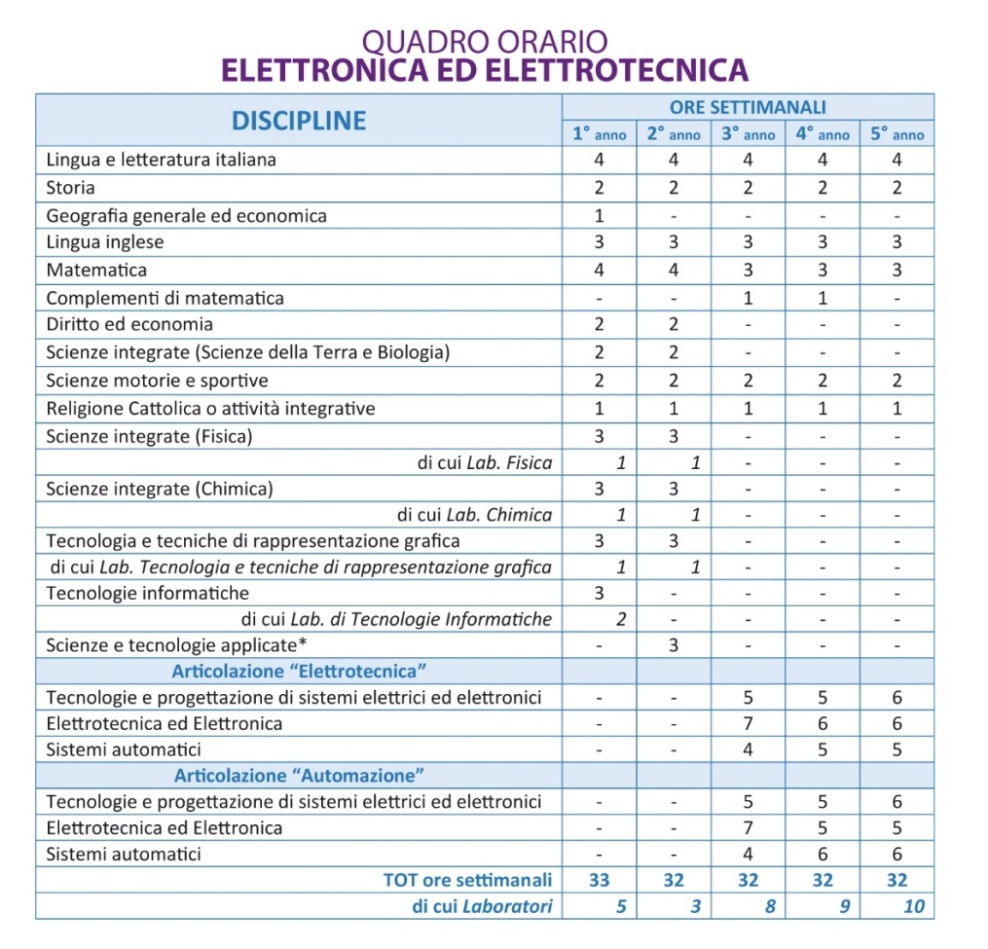 QUADRO ORARIO
ELETTRONICA ED ELETTROTECNICA
DISCIPLINE ORE SETTIMANALI
1° anno 2° anno 3° anno 4° anno 5° anno
Lingua e letteratura italiana 4 4 4 4 4
Storia 2 2 2 2 2
Geografia generale ed economica 1 - - - -
Lingua inglese 3 3 3 3 3
Matematica 4 4 3 3 3
Complementi di matematica - - 1 1 -
Diritto ed economia 2 2 - - -
Scienze integrate (Scienze della Terra e Biologia) 2 2 - - -
Scienze motorie e sportive 2 2 2 2 2
Religione Cattolica o attività integrative 1 1 1 1 1
Scienze integrate (Fisica) 3 3 - - -
di cui Lab. Fisica 1 1 - - -
Scienze integrate (Chimica) 3 3 - - -
di cui Lab. Chimica 1 1 - - -
Tecnologia e tecniche di rappresentazione grafica 3 3 - - -
di cui Lab. Tecnologia e tecniche di rappresentazione grafica 1 1 - - -
Tecnologie informatiche 3 - - - -
di cui Lab. di Tecnologie Informatiche 2 - - - -
Scienze e tecnologie applicate* - 3 - - -
Articolazione “Elettrotecnica”
Tecnologie e progettazione di sistemi elettrici ed elettronici - - 5 5 6
Elettrotecnica ed Elettronica - - 7 6 6
Sistemi automatici - - 4 5 5
Articolazione “Automazione”
Tecnologie e progettazione di sistemi elettrici ed elettronici - - 5 5 6
Elettrotecnica ed Elettronica - - 7 5 5
Sistemi automatici - - 4 6 6
TOT ore settimanali 33 32 32 32 32
di cui Laboratori 5 3 8 9 10